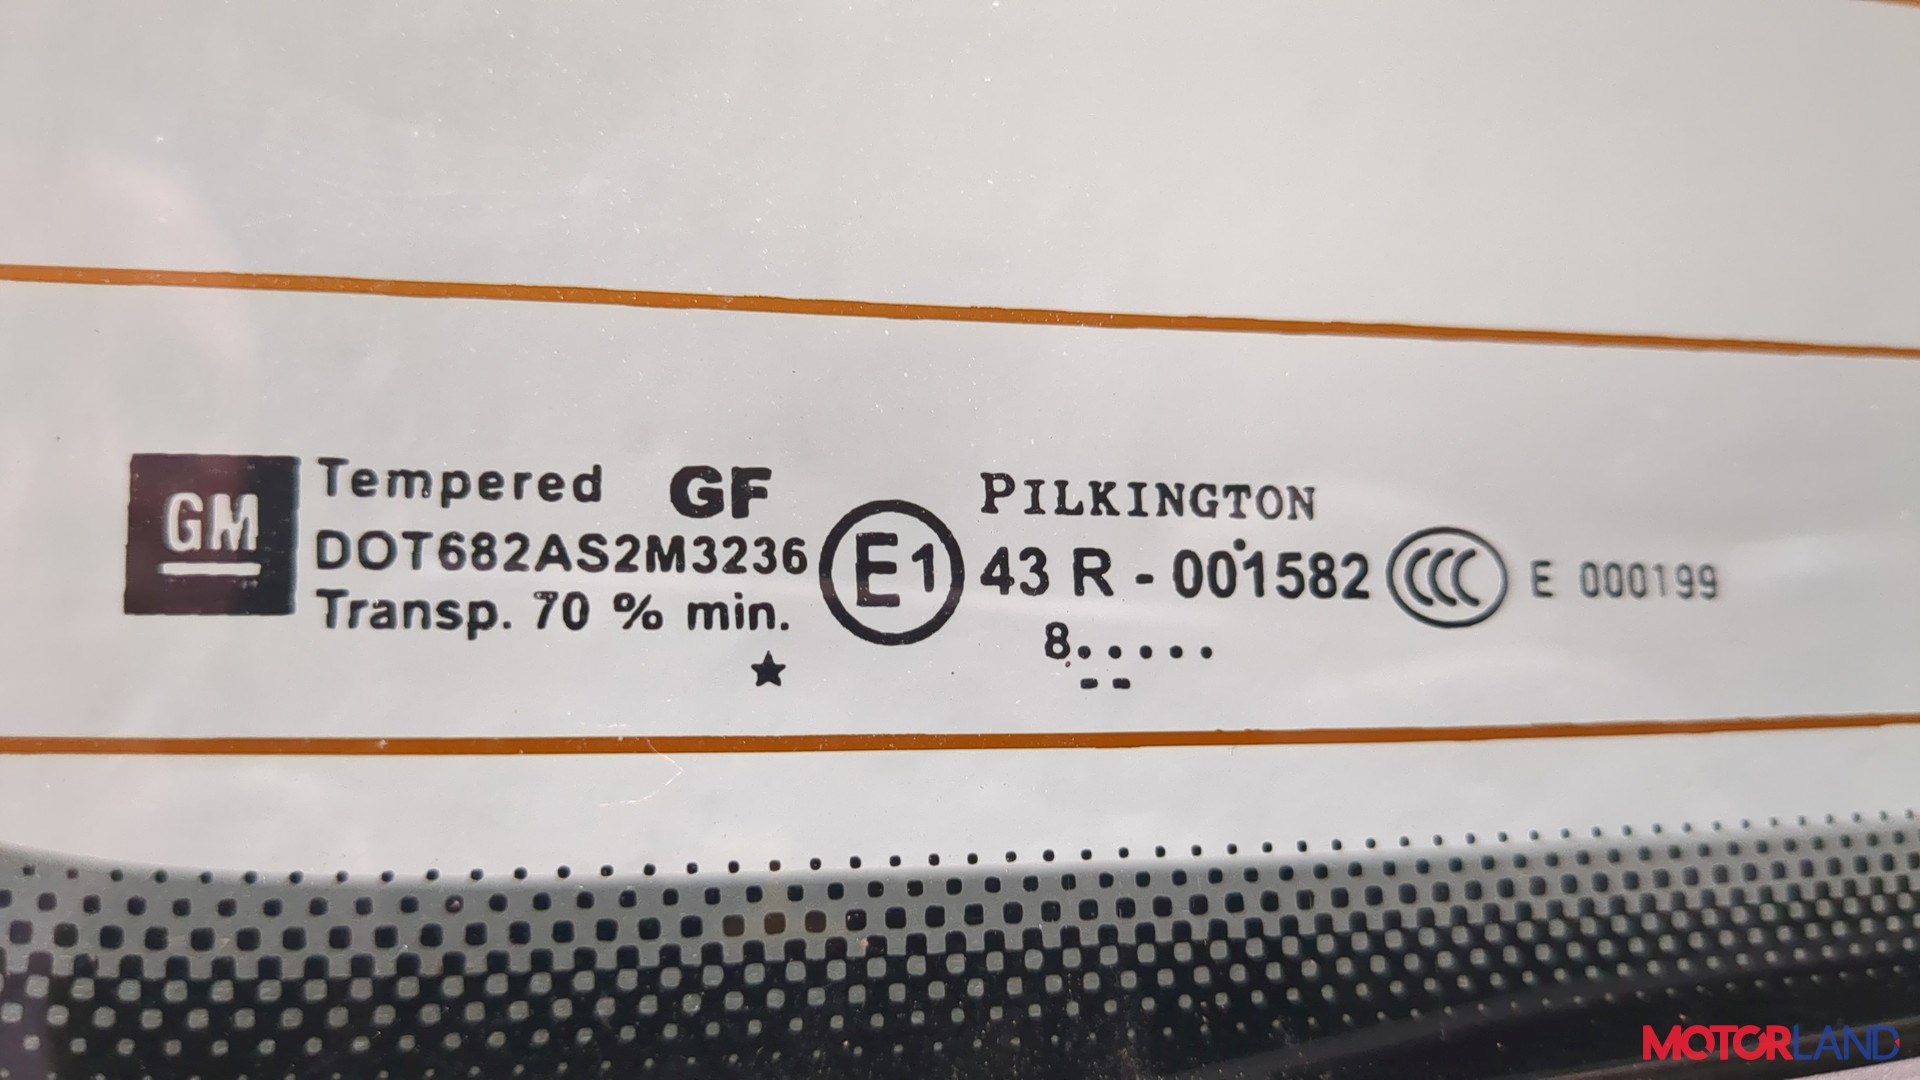 GM
Tempered GF
DOT682AS2M3236
Transp. 70 % min.
★
E1
PILKINGTON
43 R - 001582
8.....
--
CCC E 000199
MOTORLAND